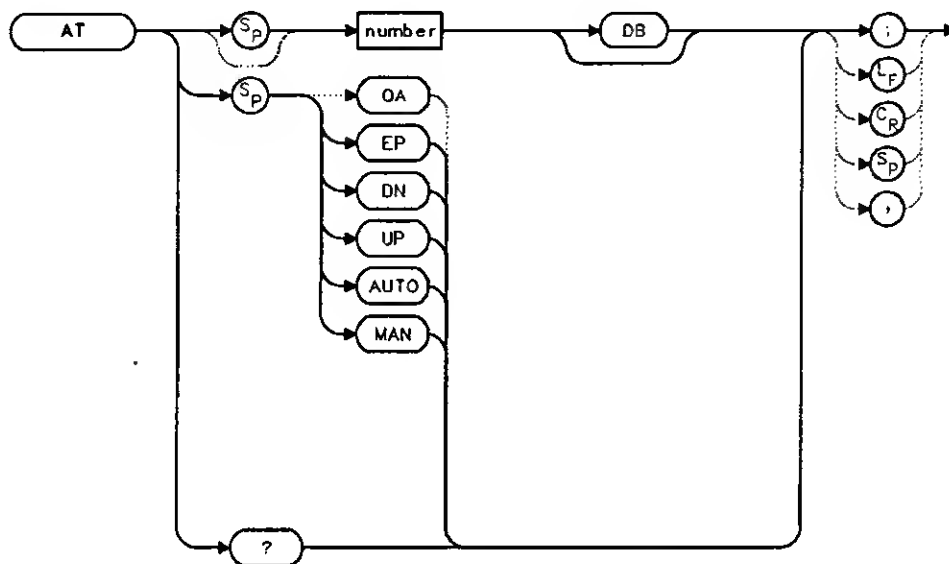 AT SP number DB ;
LF
SP OA
CR
EP
SP
DN
,
UP
AUTO
MAN
?